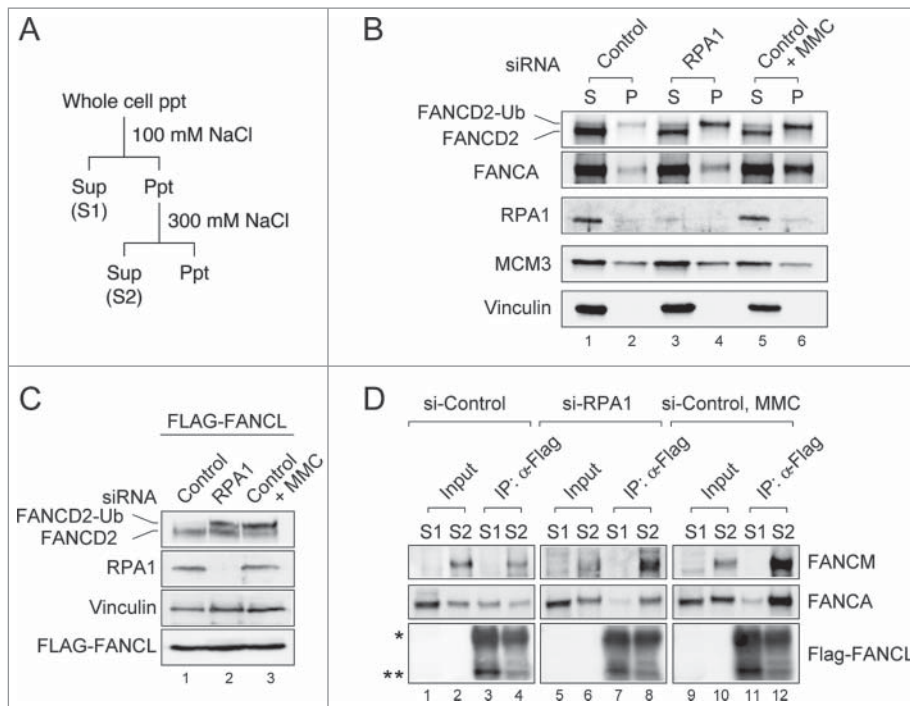 A
Whole cell ppt
100 mM NaCl
Sup
(S1)
Ppt
300 mM NaCl
Sup
(S2)
Ppt
B
siRNA
Control
RPA1
Control
+ MMC
S P S P S P
FANCD2-Ub
FANCD2
FANCA
RPA1
MCM3
Vinculin
1 2 3 4 5 6
C
FLAG-FANCL
siRNA
Control
RPA1
Control
+ MMC
FANCD2-Ub
FANCD2
RPA1
Vinculin
FLAG-FANCL
1 2 3
D
si-Control si-RPA1 si-Control, MMC
Input IP: α-Flag Input IP: α-Flag Input IP: α-Flag
S1 S2 S1 S2 S1 S2 S1 S2 S1 S2 S1 S2
FANCM
FANCA
*
Flag-FANCL
**
1 2 3 4 5 6 7 8 9 10 11 12